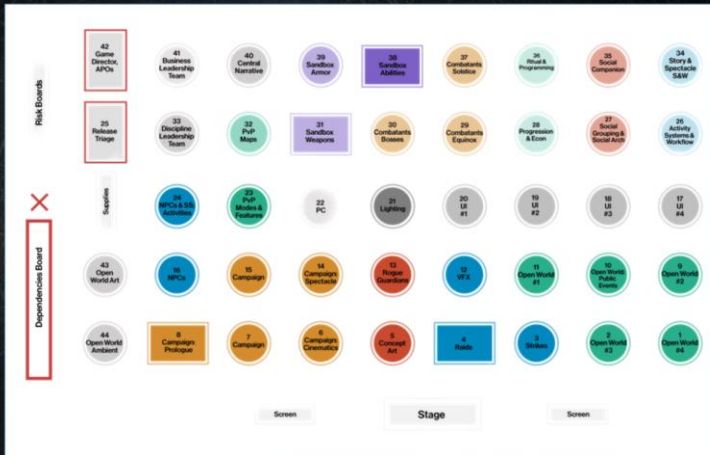 42
Game
Director,
APOs
41
Business
Leadership
Team
40
Central
Narrative
39
Sandbox
Armor
38
Sandbox
Abilities
37
Combatants
Solstice
36
Ritual &
Programming
35
Social
Companion
34
Story &
Spectacle
S&W
Risk Boards
25
Release
Triage
33
Discipline
Leadership
Team
32
PvP
Maps
31
Sandbox
Weapons
30
Combatants
Bosses
29
Combatants
Equinox
28
Progression
& Econ
27
Social
Grouping &
Social Arch
26
Activity
Systems &
Workflow
Supplies
24
NPCs & SS
Activities
23
PvP
Modes &
Features
22
PC
21
Lighting
20
UI
#1
19
UI
#2
18
UI
#3
17
UI
#4
Dependencies Board
43
Open
World Art
16
NPCs
15
Campaign
14
Campaign
Spectacle
13
Rogue
Guardians
12
VFX
11
Open World
#1
10
Open World
Public
Events
9
Open World
#2
44
Open World
Ambient
8
Campaign
Prologue
7
Campaign
6
Campaign
Cinematics
5
Concept
Art
4
Raids
3
Strikes
2
Open World
#3
1
Open World
#4
Screen
Stage
Screen